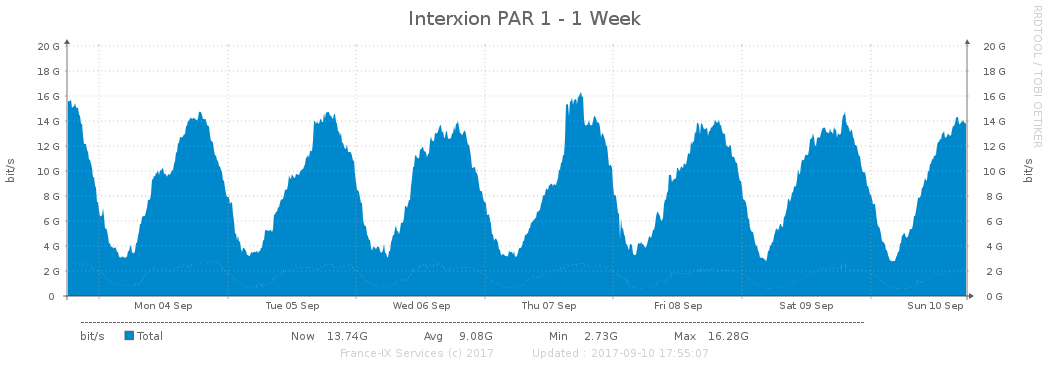 Interxion PAR 1 - 1 Week
RRDTOOL / TOBI OETIKER
20 G 20 G
18 G 18 G
16 G 16 G
14 G 14 G
12 G 12 G
10 G 10 G
8 G 8 G
6 G 6 G
4 G 4 G
2 G 2 G
0 0 G
bit/s bit/s
Mon 04 Sep Tue 05 Sep Wed 06 Sep Thu 07 Sep Fri 08 Sep Sat 09 Sep Sun 10 Sep
bit/s Total Now 13.74G Avg 9.08G Min 2.73G Max 16.28G
France-IX Services (c) 2017 Updated : 2017-09-10 17:55:07